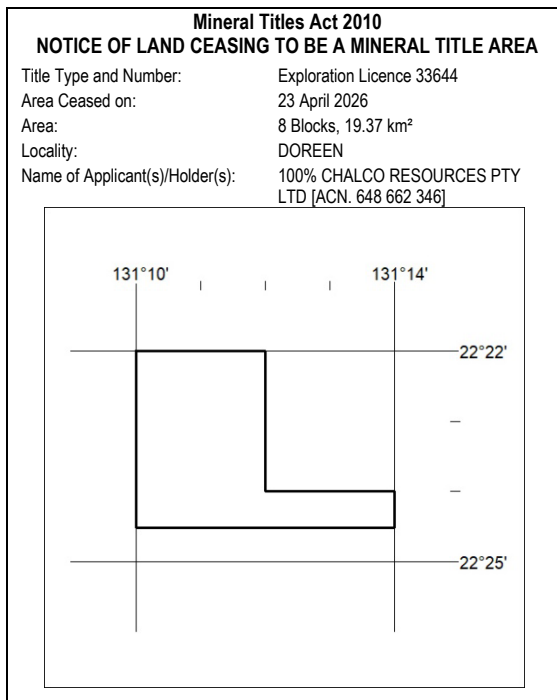 Mineral Titles Act 2010
NOTICE OF LAND CEASING TO BE A MINERAL TITLE AREA
Title Type and Number: Exploration Licence 33644
Area Ceased on: 23 April 2026
Area: 8 Blocks, 19.37 km²
Locality: DOREEN
Name of Applicant(s)/Holder(s): 100% CHALCO RESOURCES PTY
LTD [ACN. 648 662 346]
131°10' 131°14'
22°22'
22°25'